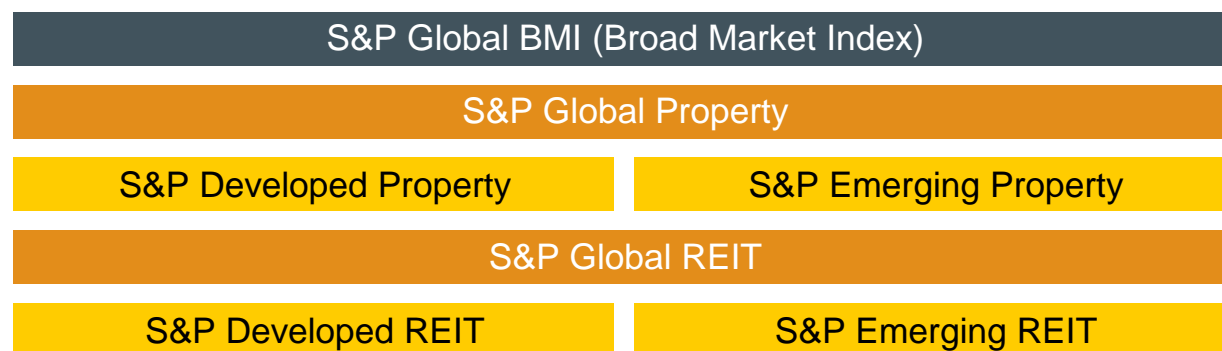 S&P Global BMI (Broad Market Index)
S&P Global Property
S&P Developed Property
S&P Emerging Property
S&P Global REIT
S&P Developed REIT
S&P Emerging REIT